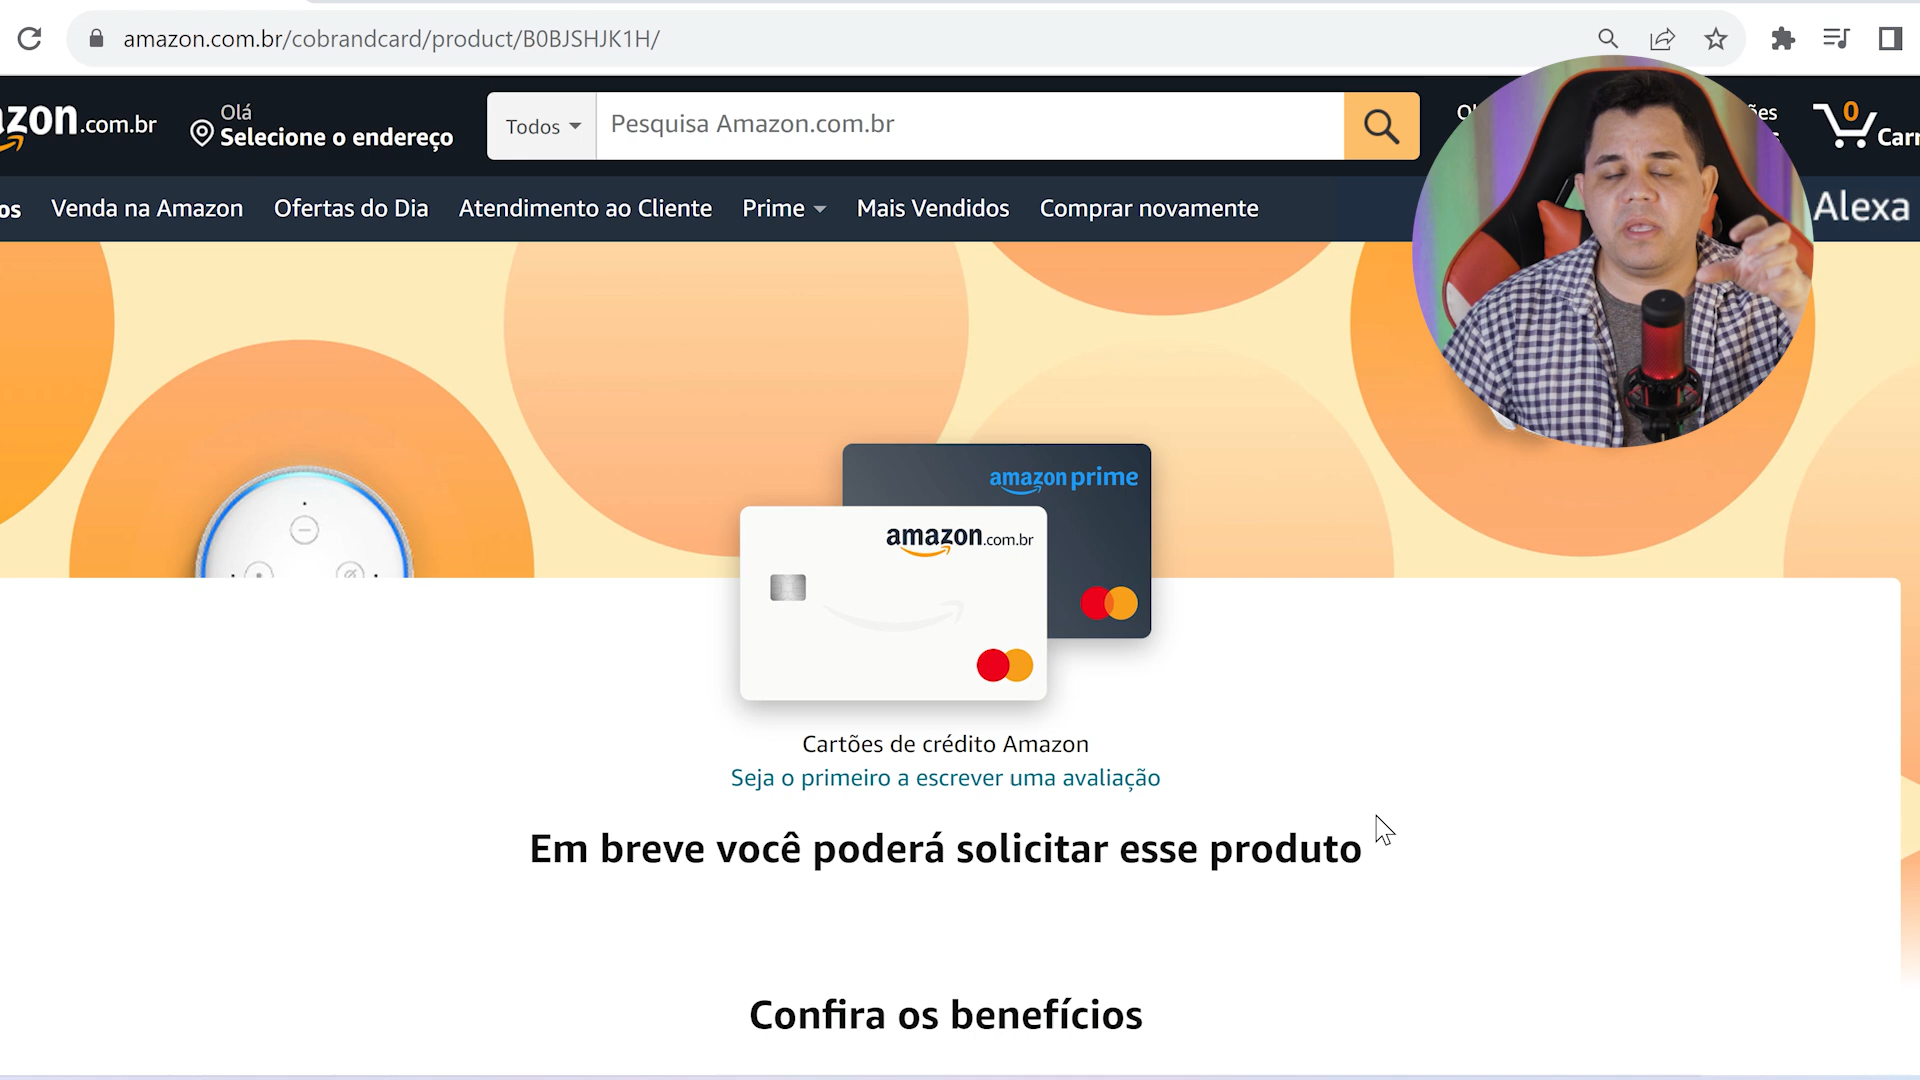 amazon.com.br/cobrandcard/product/B0BJSHJK1H/
zon.com.br
Olá
Selecione o endereço
Todos
Pesquisa Amazon.com.br
0
Carr
os
Venda na Amazon
Ofertas do Dia
Atendimento ao Cliente
Prime
Mais Vendidos
Comprar novamente
Alexa
amazon prime
amazon.com.br
Cartões de crédito Amazon
Seja o primeiro a escrever uma avaliação
Em breve você poderá solicitar esse produto
Confira os benefícios